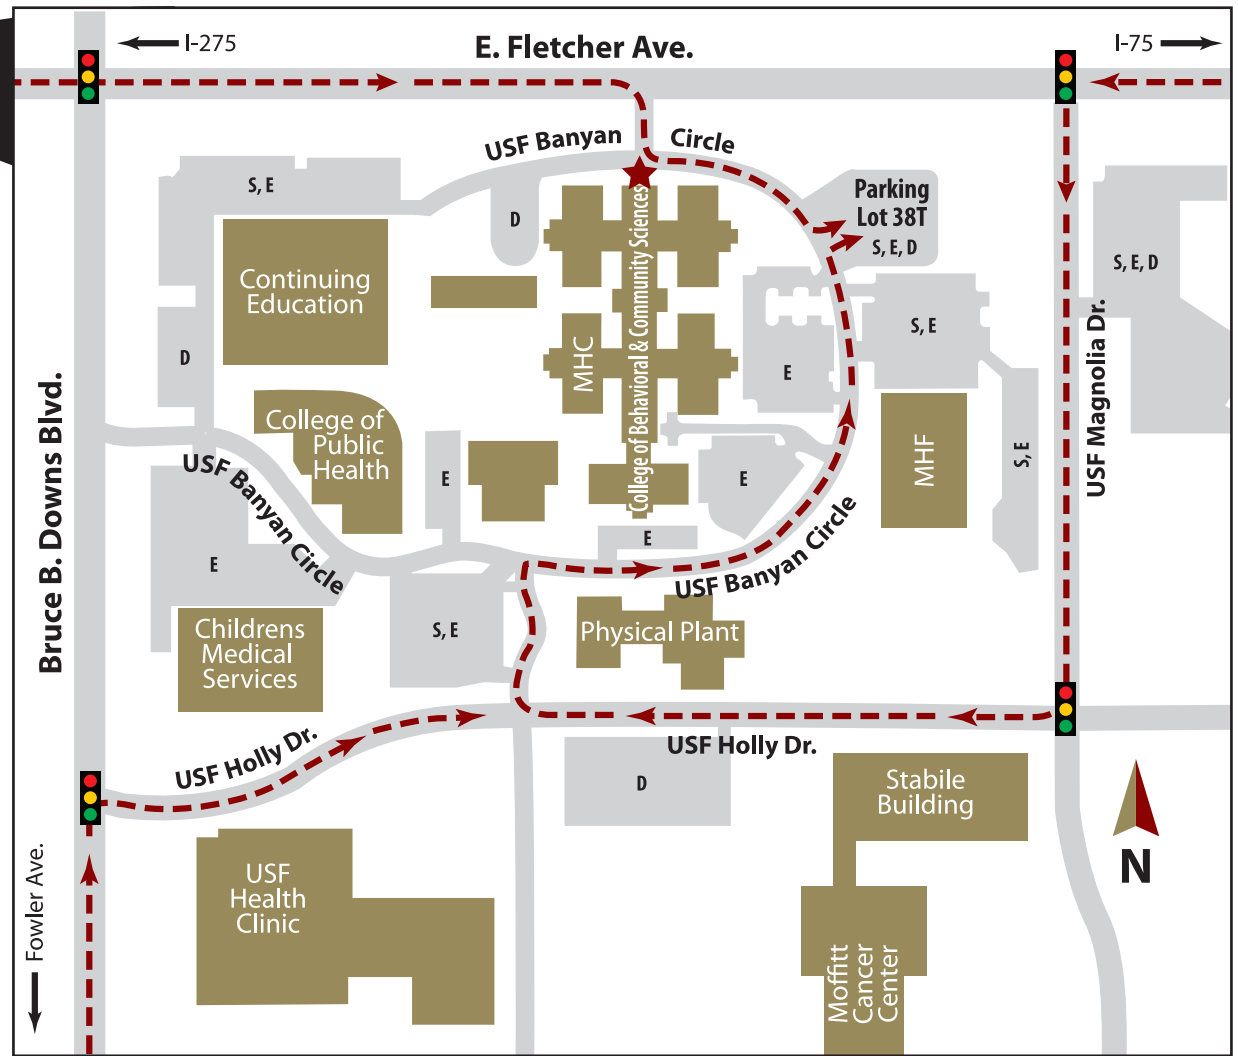 I-275
E. Fletcher Ave.
I-75
USF Banyan
Circle
S, E
D
Parking
Lot 38T
S, E, D
S, E, D
Continuing
Education
College of Behavioral & Community Sciences
MHC
S, E
D
E
USF Magnolia Dr.
Bruce B. Downs Blvd.
College of
Public
Health
MHF
S, E
USF Banyan Circle
E
E
E
E
USF Banyan Circle
Childrens
Medical
Services
S, E
Physical Plant
USF Holly Dr.
USF Holly Dr.
D
Stabile
Building
N
USF
Health
Clinic
Fowler Ave.
Moffitt
Cancer
Center